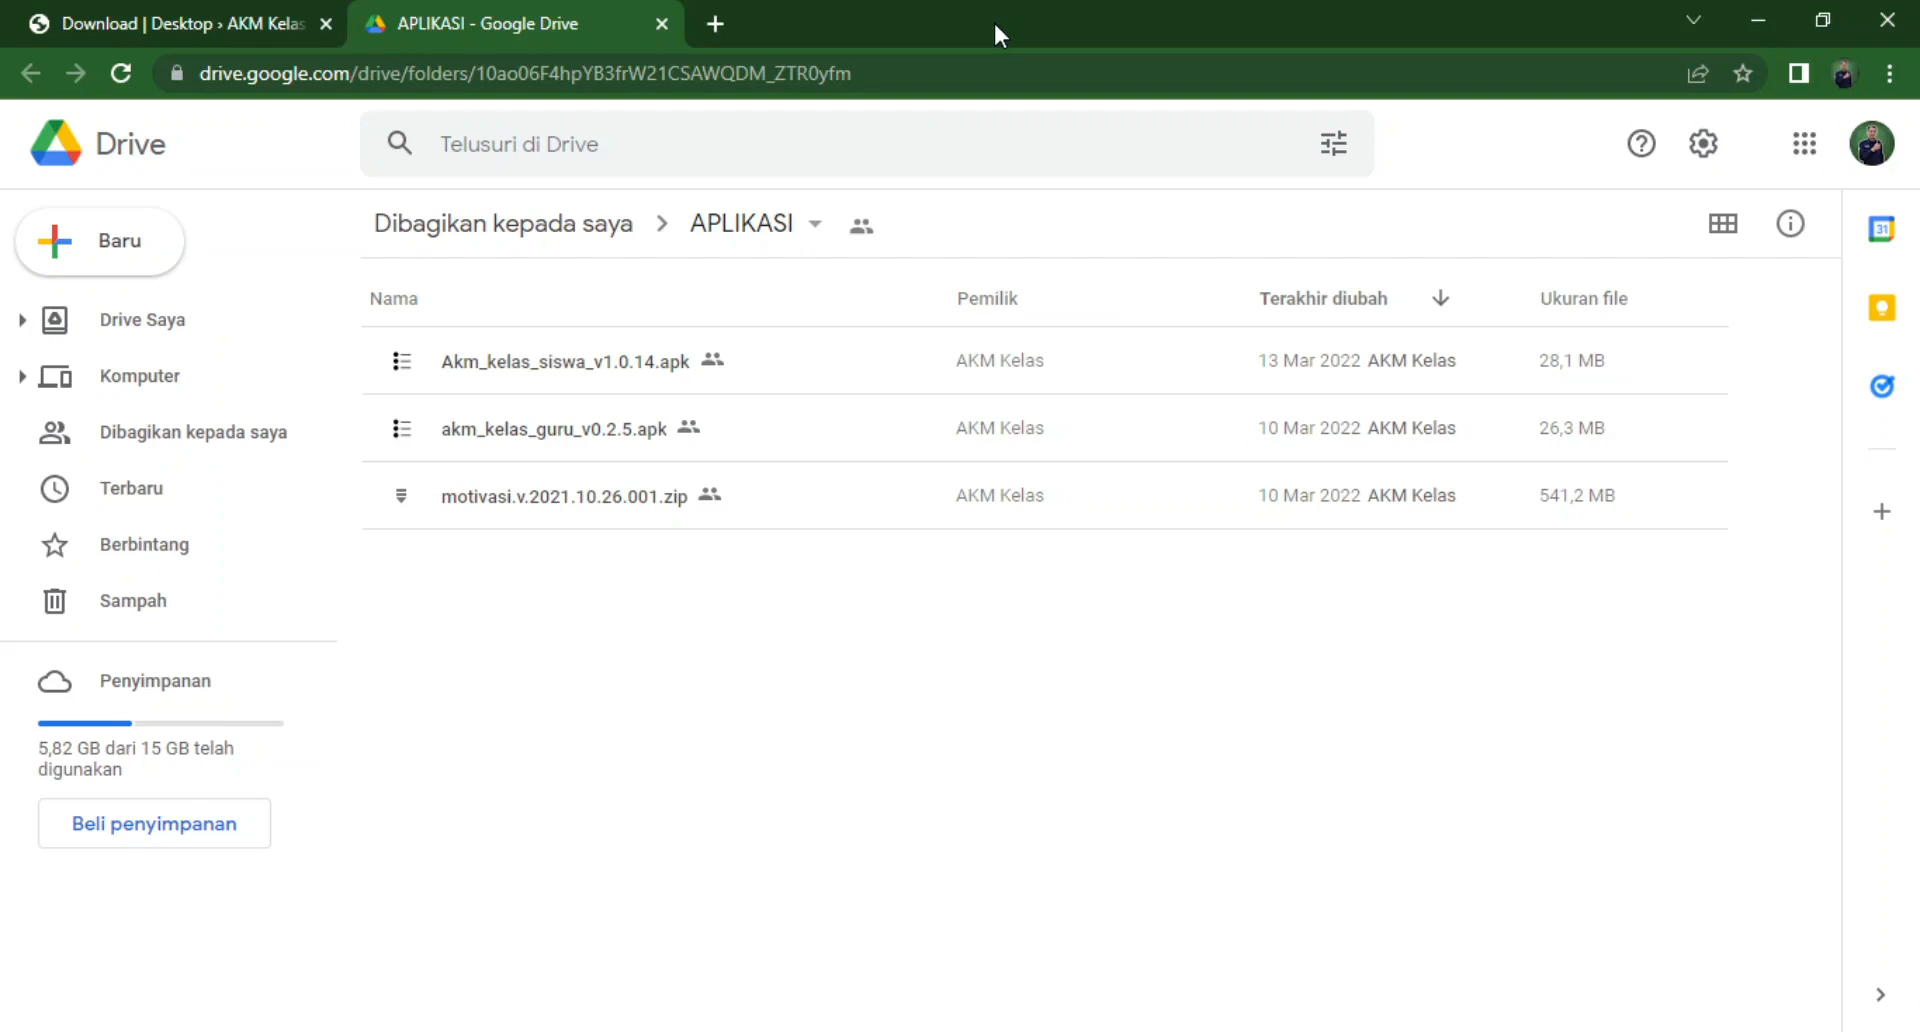 Download | Desktop › AKM Kelas
APLIKASI - Google Drive
drive.google.com/drive/folders/10ao06F4hpYB3frW21CSAWQDM_ZTR0yfm
Drive
Telusuri di Drive
Baru
Dibagikan kepada saya
APLIKASI
31
Nama
Pemilik
Terakhir diubah
Ukuran file
Drive Saya
Akm_kelas_siswa_v1.0.14.apk
AKM Kelas
13 Mar 2022 AKM Kelas
28,1 MB
Komputer
akm_kelas_guru_v0.2.5.apk
AKM Kelas
10 Mar 2022 AKM Kelas
26,3 MB
Dibagikan kepada saya
motivasi.v.2021.10.26.001.zip
AKM Kelas
10 Mar 2022 AKM Kelas
541,2 MB
Terbaru
Berbintang
Sampah
Penyimpanan
5,82 GB dari 15 GB telah
digunakan
Beli penyimpanan